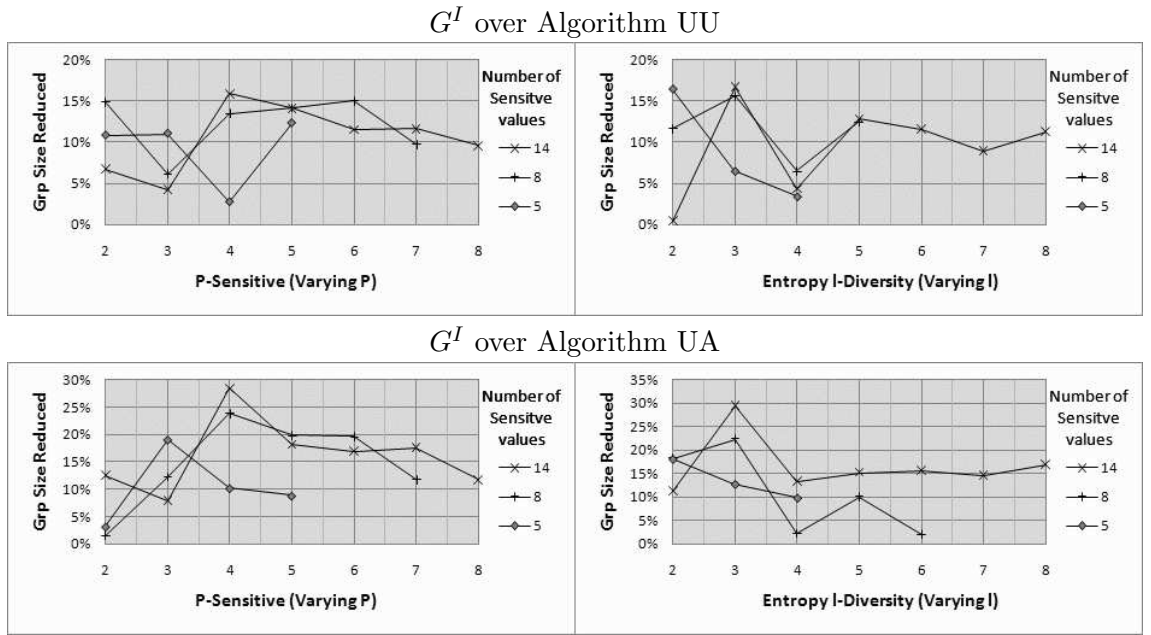 G^I over Algorithm UU
Grp Size Reduced
20%
15%
10%
5%
0%
2 3 4 5 6 7 8
P-Sensitive (Varying P)
Number of
Sensitve
values
14
8
5
Grp Size Reduced
20%
15%
10%
5%
0%
2 3 4 5 6 7 8
Entropy l-Diversity (Varying l)
Number of
Sensitve
values
14
8
5
G^I over Algorithm UA
Grp Size Reduced
30%
25%
20%
15%
10%
5%
0%
2 3 4 5 6 7 8
P-Sensitive (Varying P)
Number of
Sensitve
values
14
8
5
Grp Size Reduced
35%
30%
25%
20%
15%
10%
5%
0%
2 3 4 5 6 7 8
Entropy l-Diversity (Varying l)
Number of
Sensitve
values
14
8
5